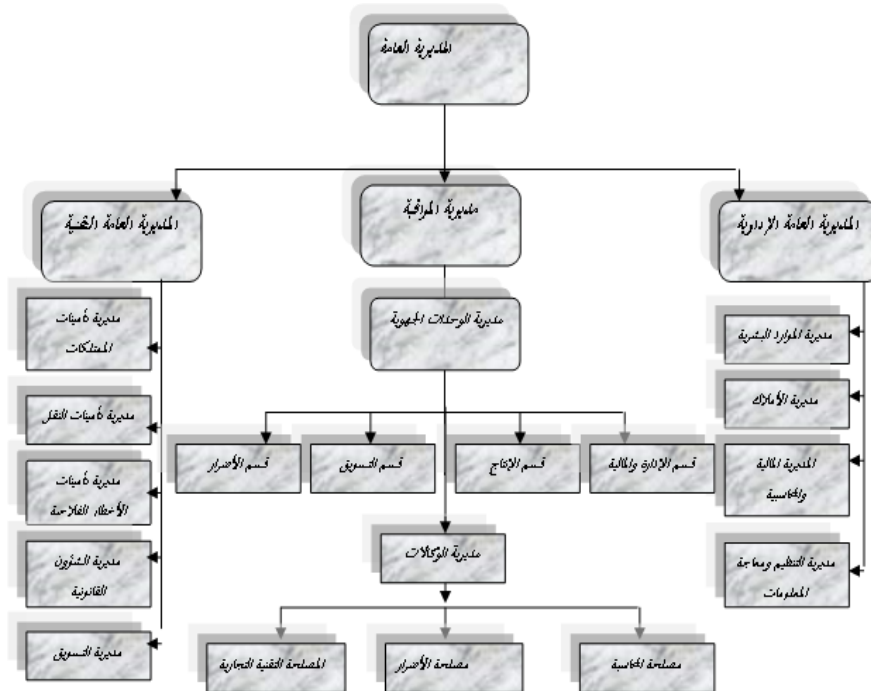 المديرية العامة
المديرية العامة الإدارية
مديرية المراقبة
المديرية العامة التقنية
مديرية الوحدات الجهوية
مديرية الموارد البشرية
مديرية الأملاك
المديرية المالية
والمحاسبية
مديرية التنظيم ومعالجة
المعلومات
قسم الإدارة والمالية
قسم الإنتاج
قسم التسويق
قسم الأضرار
مديرية الوكالات
مصلحة المحاسبة
مصلحة الأضرار
المصلحة التقنية التجارية
مديرية تأمينات
الممتلكات
مديرية تأمينات النقل
مديرية تأمينات
الأخطار الفلاحية
مديرية الشؤون
القانونية
مديرية التسويق